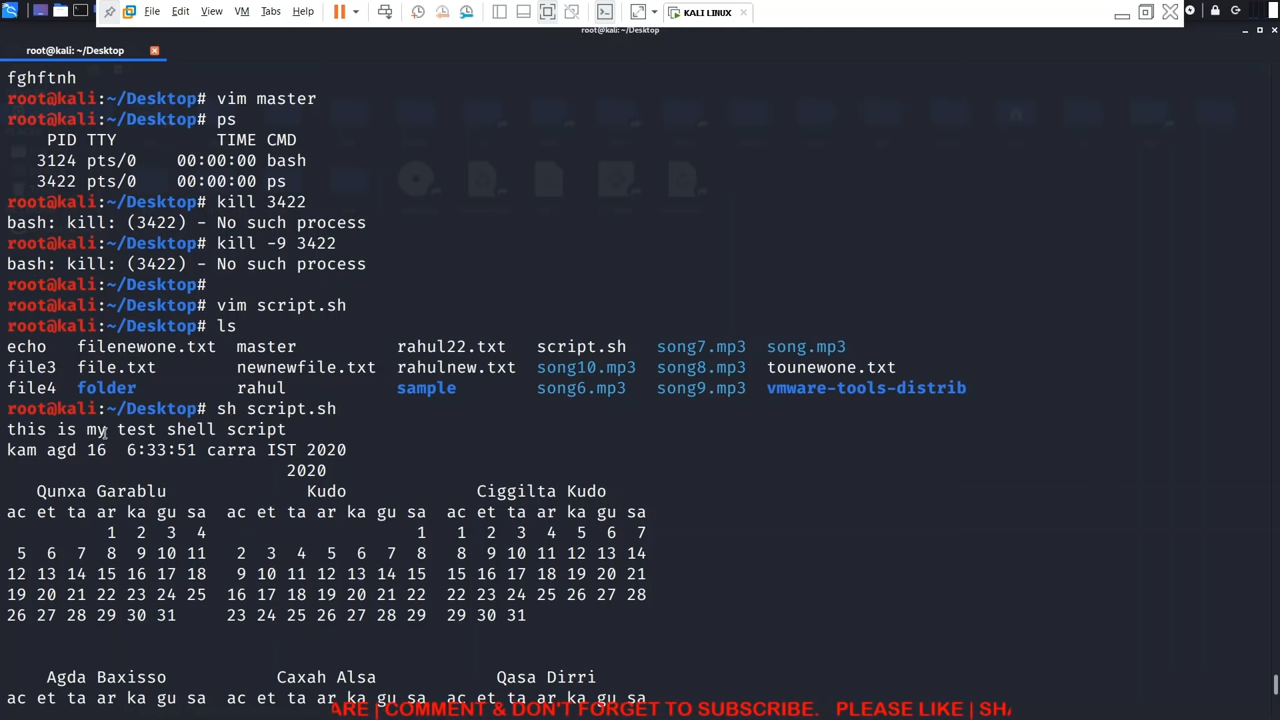 File Edit View VM Tabs Help KALI LINUX
root@kali: ~/Desktop
root@kali: ~/Desktop
fghftnh
root@kali:~/Desktop# vim master
root@kali:~/Desktop# ps
PID TTY TIME CMD
3124 pts/0 00:00:00 bash
3422 pts/0 00:00:00 ps
root@kali:~/Desktop# kill 3422
bash: kill: (3422) - No such process
root@kali:~/Desktop# kill -9 3422
bash: kill: (3422) - No such process
root@kali:~/Desktop#
root@kali:~/Desktop# vim script.sh
root@kali:~/Desktop# ls
echo filenewone.txt master rahul22.txt script.sh song7.mp3 song.mp3
file3 file.txt newnewfile.txt rahulnew.txt song10.mp3 song8.mp3 tounewone.txt
file4 folder rahul sample song6.mp3 song9.mp3 vmware-tools-distrib
root@kali:~/Desktop# sh script.sh
this is my test shell script
kam agd 16 6:33:51 carra IST 2020
2020
Qunxa Garablu Kudo Ciggilta Kudo
ac et ta ar ka gu sa ac et ta ar ka gu sa ac et ta ar ka gu sa
1 2 3 4 1 1 2 3 4 5 6 7
5 6 7 8 9 10 11 2 3 4 5 6 7 8 8 9 10 11 12 13 14
12 13 14 15 16 17 18 9 10 11 12 13 14 15 15 16 17 18 19 20 21
19 20 21 22 23 24 25 16 17 18 19 20 21 22 22 23 24 25 26 27 28
26 27 28 29 30 31 23 24 25 26 27 28 29 29 30 31
Agda Baxisso Caxah Alsa Qasa Dirri
ac et ta ar ka gu sa ac et ta ar ka gu sa ac et ta ar ka gu sa
ARE | COMMENT & DON'T FORGET TO SUBSCRIBE. PLEASE LIKE | SHA